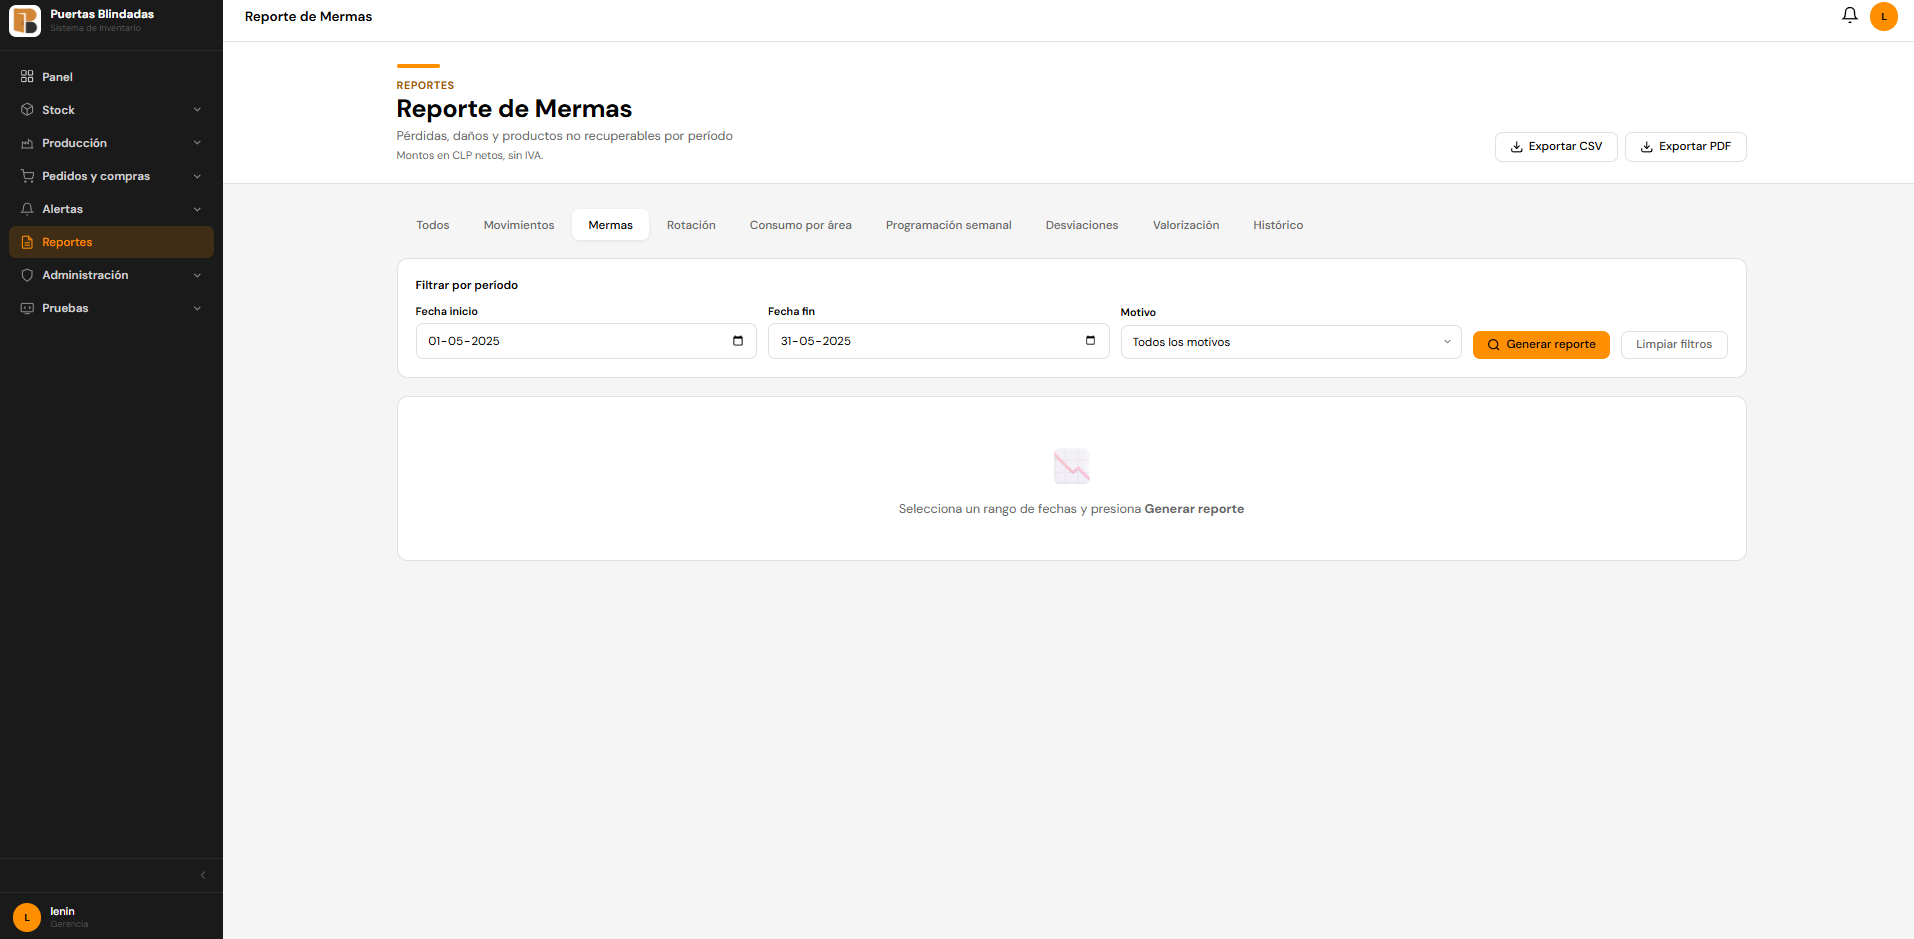 Puertas Blindadas
Sistema de Inventario
Panel
Stock
Producción
Pedidos y compras
Alertas
Reportes
Administración
Pruebas
L
lenin
Gerencia
Reporte de Mermas
L
REPORTES
Reporte de Mermas
Pérdidas, daños y productos no recuperables por período
Montos en CLP netos, sin IVA.
Exportar CSV
Exportar PDF
Todos
Movimientos
Mermas
Rotación
Consumo por área
Programación semanal
Desviaciones
Valorización
Histórico
Filtrar por período
Fecha inicio
01-05-2025
Fecha fin
31-05-2025
Motivo
Todos los motivos
Generar reporte
Limpiar filtros
Selecciona un rango de fechas y presiona Generar reporte